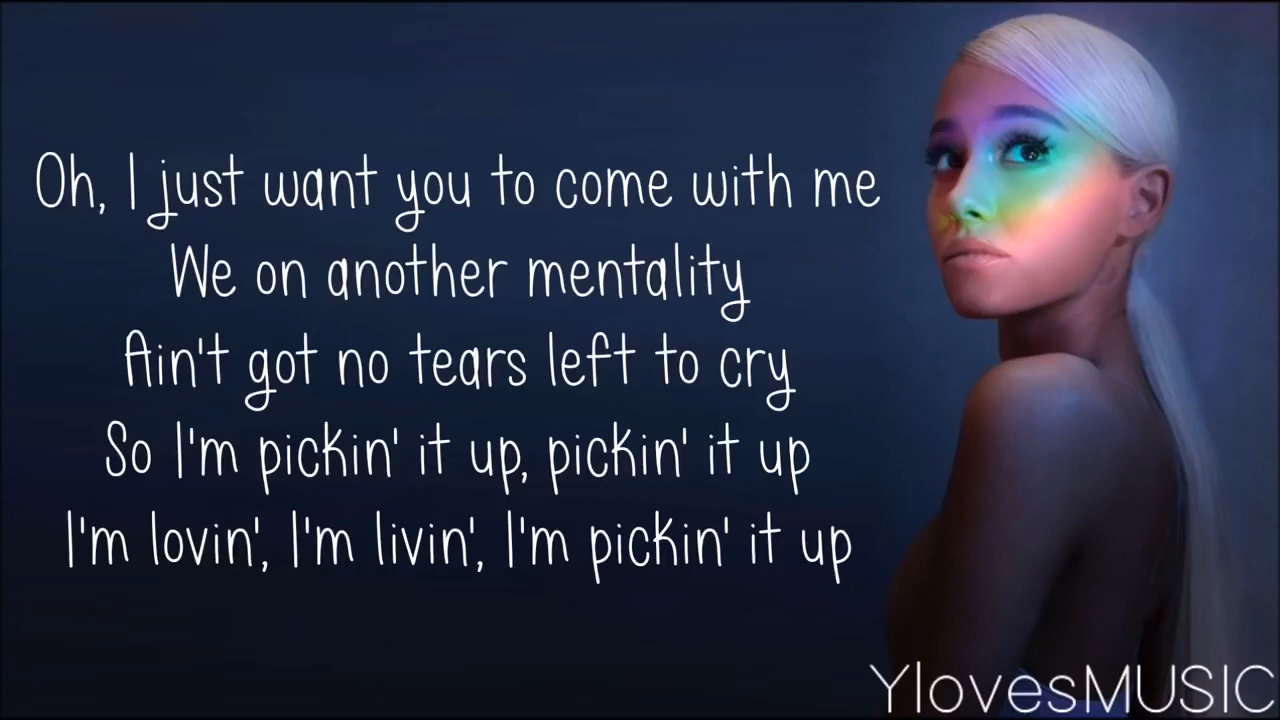 Oh, I just want you to come with me
We on another mentality
Ain't got no tears left to cry
So I'm pickin' it up, pickin' it up
I'm lovin', I'm livin', I'm pickin' it up
YlovesMUSIC